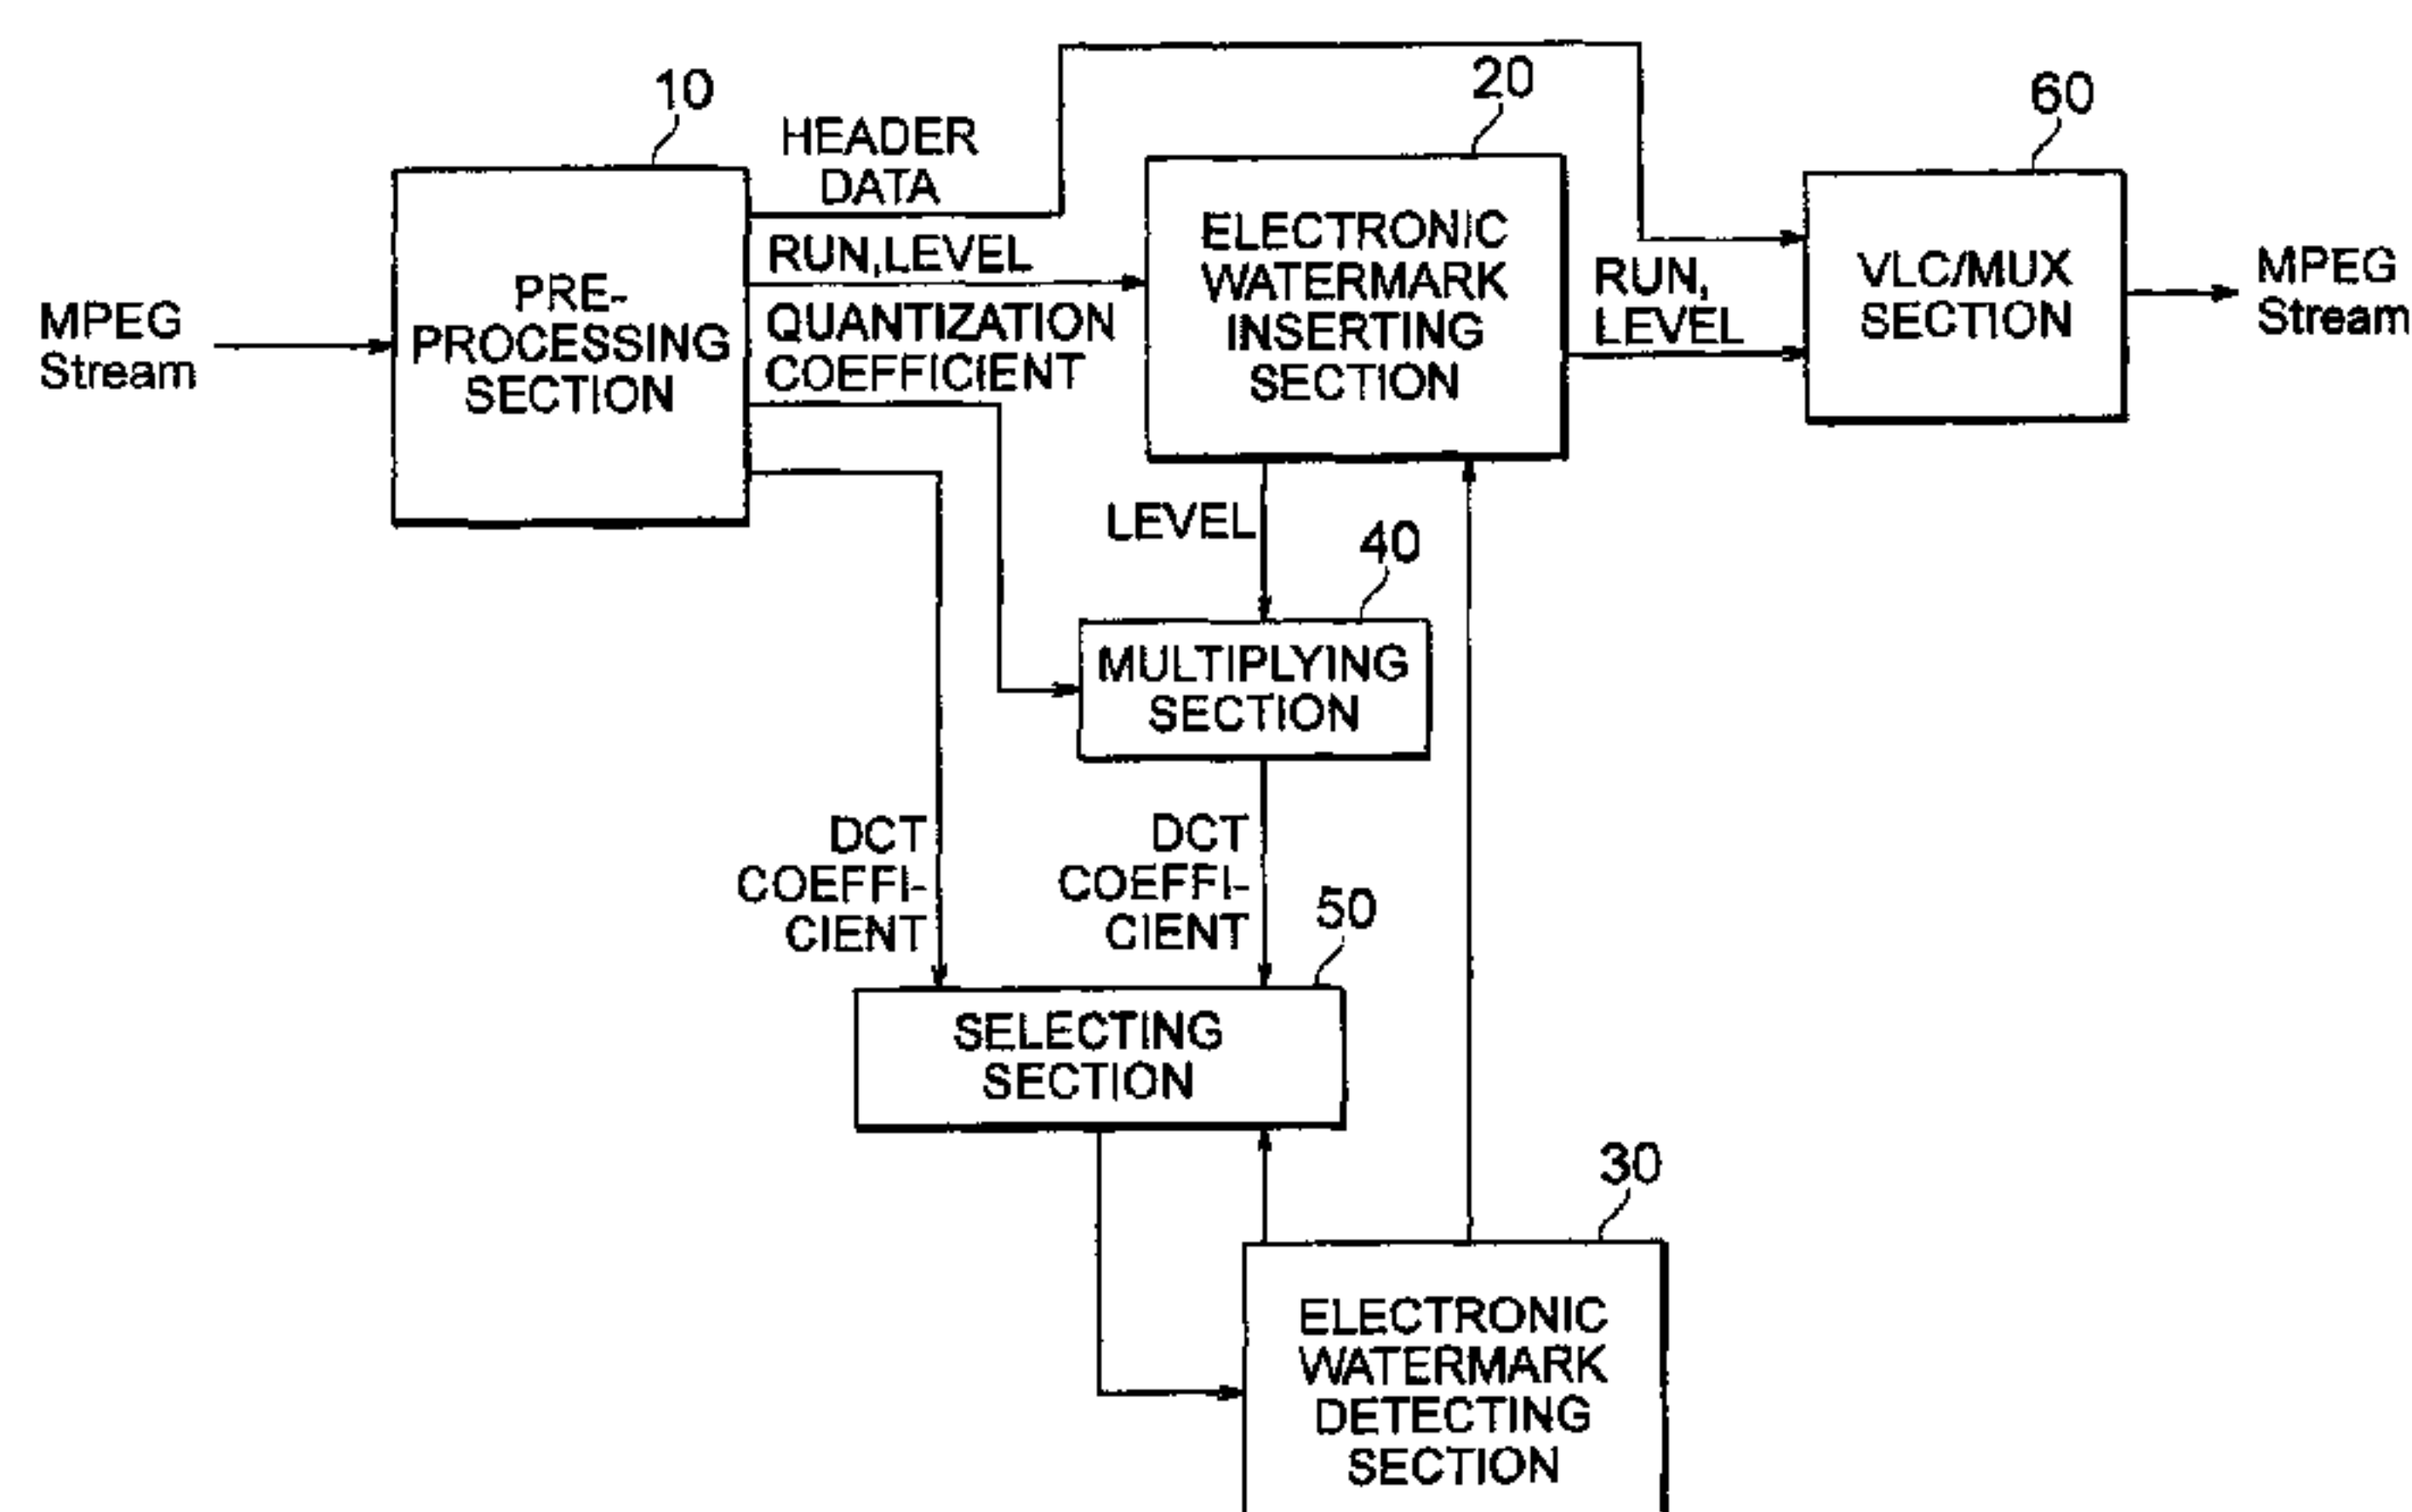 10
20
60
HEADER
DATA
RUN,LEVEL
QUANTIZATION
COEFFICIENT
MPEG
Stream
PRE-
PROCESSING
SECTION
ELECTRONIC
WATERMARK
INSERTING
SECTION
RUN,
LEVEL
VLC/MUX
SECTION
MPEG
Stream
LEVEL
40
MULTIPLYING
SECTION
DCT
COEFFI-
CIENT
DCT
COEFFI-
CIENT
50
SELECTING
SECTION
30
ELECTRONIC
WATERMARK
DETECTING
SECTION